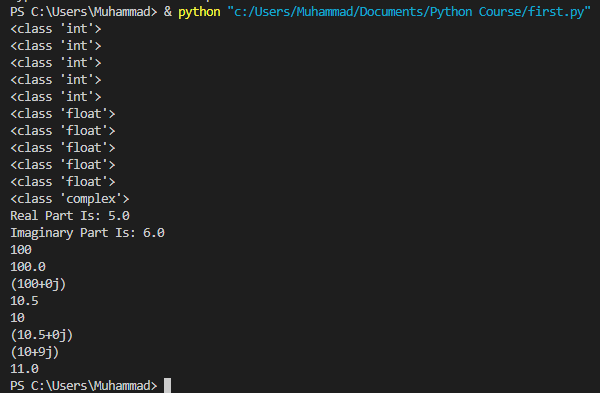 PS C:\Users\Muhammad> & python "c:/Users/Muhammad/Documents/Python Course/first.py"
<class 'int'>
<class 'int'>
<class 'int'>
<class 'int'>
<class 'int'>
<class 'float'>
<class 'float'>
<class 'float'>
<class 'float'>
<class 'float'>
<class 'complex'>
Real Part Is: 5.0
Imaginary Part Is: 6.0
100
100.0
(100+0j)
10.5
10
(10.5+0j)
(10+9j)
11.0
PS C:\Users\Muhammad>